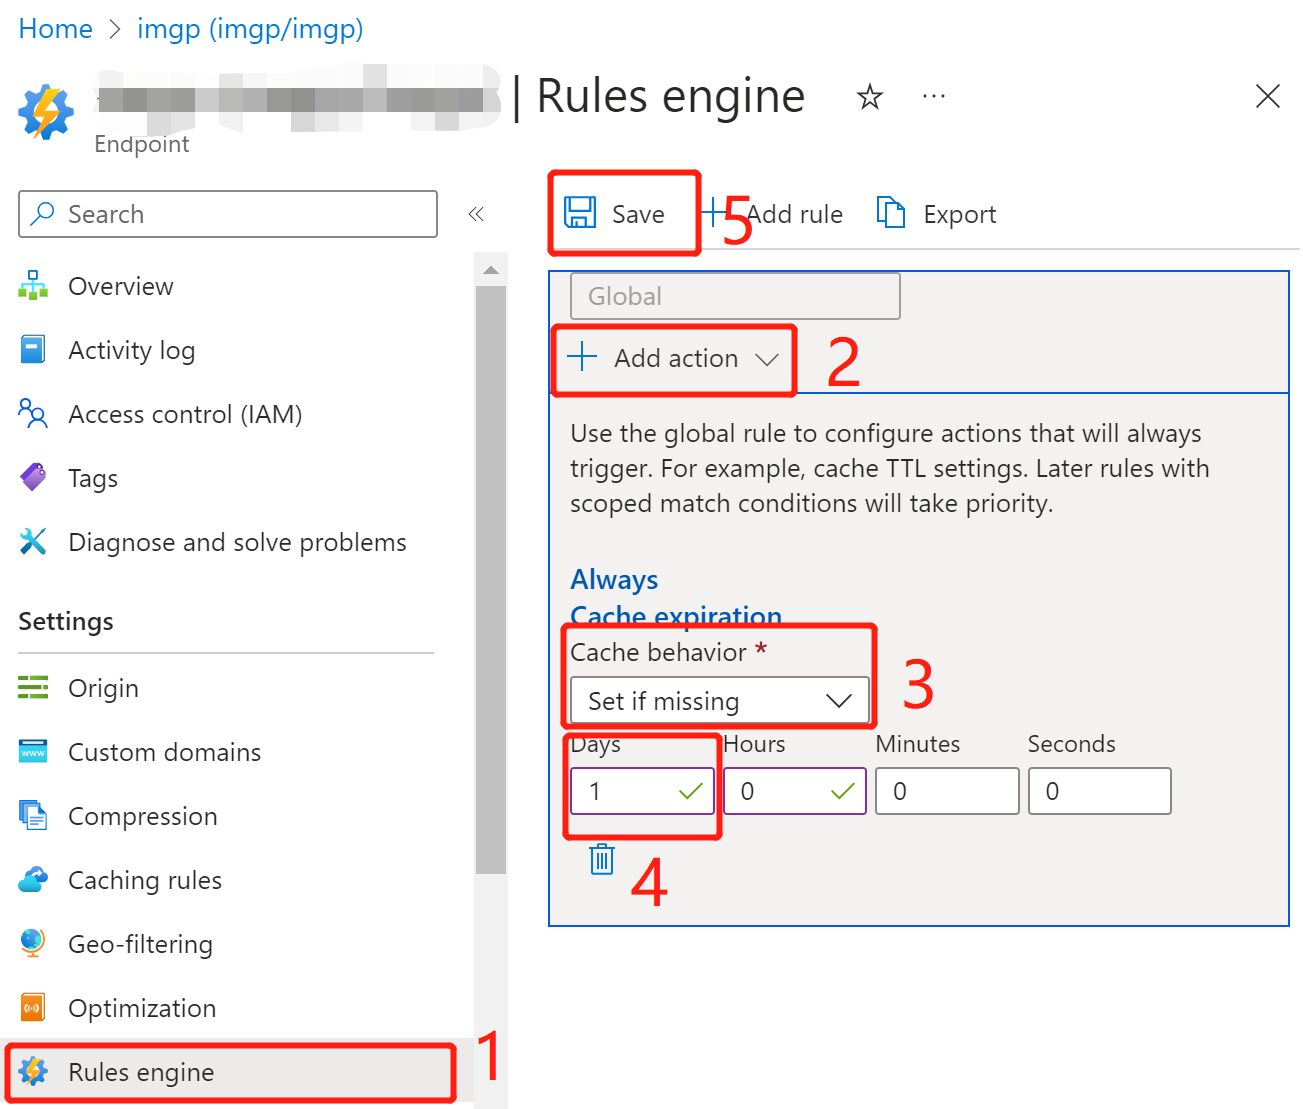 Home > imgp (imgp/imgp)
| Rules engine
Endpoint
Search
Overview
Activity log
Access control (IAM)
Tags
Diagnose and solve problems
Settings
Origin
Custom domains
Compression
Caching rules
Geo-filtering
Optimization
Rules engine 1
Save 5 Add rule Export
Global
Add action 2
Use the global rule to configure actions that will always
trigger. For example, cache TTL settings. Later rules with
scoped match conditions will take priority.
Always
Cache expiration
Cache behavior *
Set if missing 3
Days Hours Minutes Seconds
1 0 0 0
4